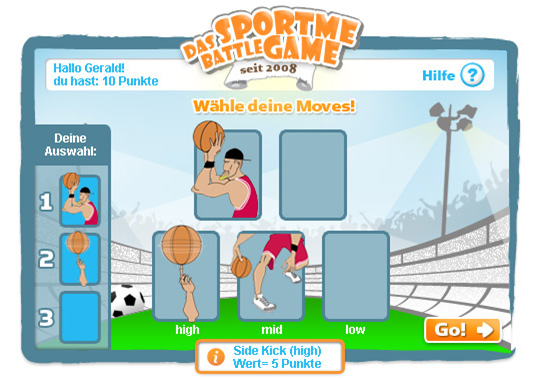 DAS SPORTME
BATTLE GAME
seit 2008
Hallo Gerald!
du hast: 10 Punkte
Hilfe ?
Wähle deine Moves!
Deine
Auswahl:
1
2
3
high mid low
Go!
i
Side Kick (high)
Wert= 5 Punkte